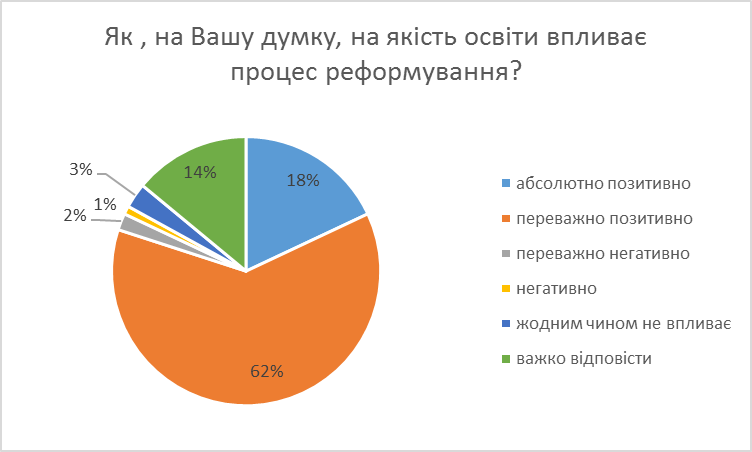 Як , на Вашу думку, на якість освіти впливає
процес реформування?
18%
62%
2%
1%
3%
14%
абсолютно позитивно
переважно позитивно
переважно негативно
негативно
жодним чином не впливає
важко відповісти